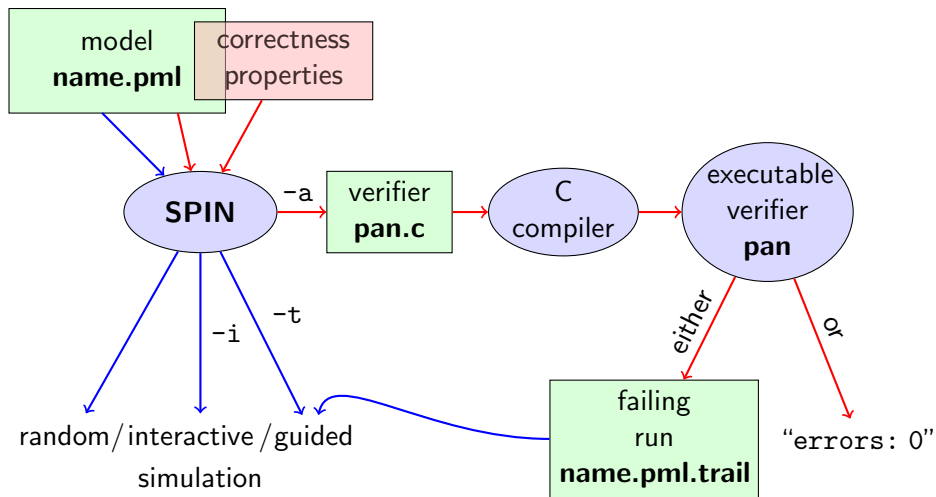 model
name.pml
correctness
properties
SPIN
-a
verifier
pan.c
C
compiler
executable
verifier
pan
-i
-t
either
or
random/interactive/guided
simulation
failing
run
name.pml.trail
“errors: 0”